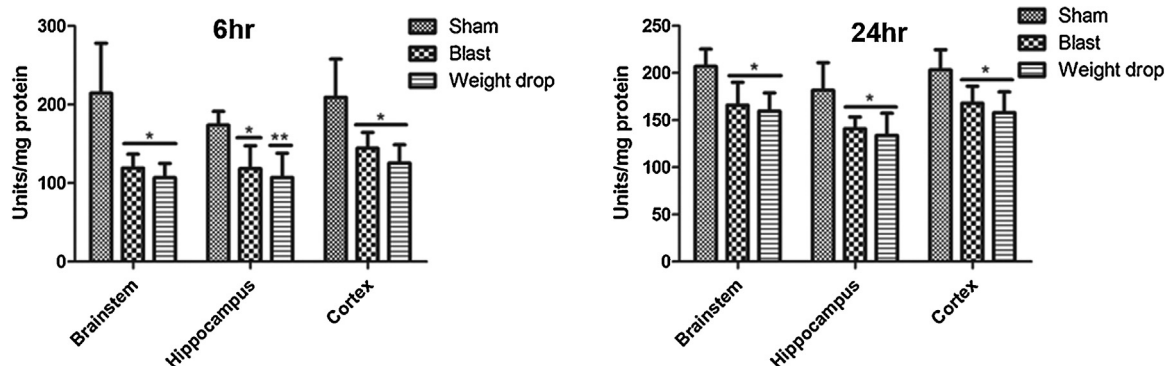 6hr
Sham
Blast
Weight drop
Units/mg protein
300
200
100
0
*
* **
*
Brainstem
Hippocampus
Cortex
24hr
Sham
Blast
Weight drop
Units/mg protein
250
200
150
100
50
0
*
*
*
Brainstem
Hippocampus
Cortex